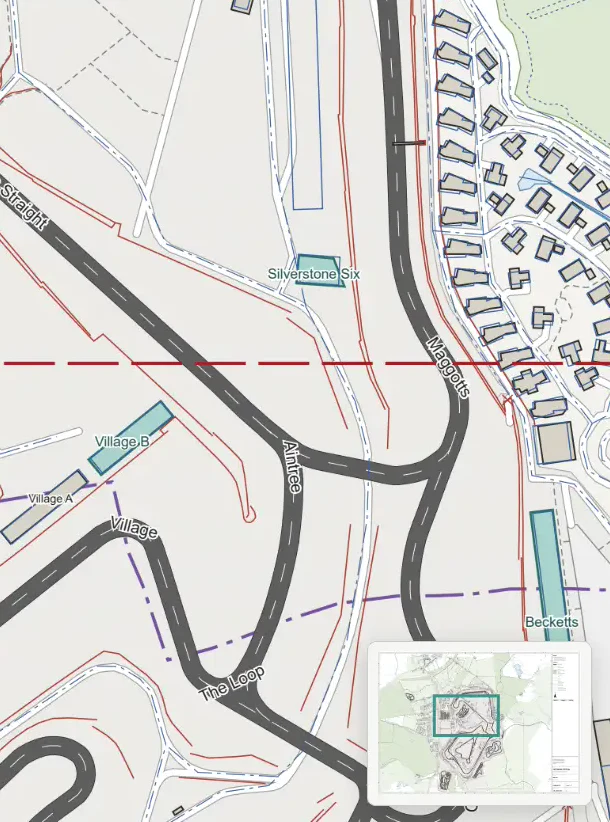 Straight
Silverstone Six
Maggotts
Village B
Aintree
Village A
Village
Becketts
The Loop